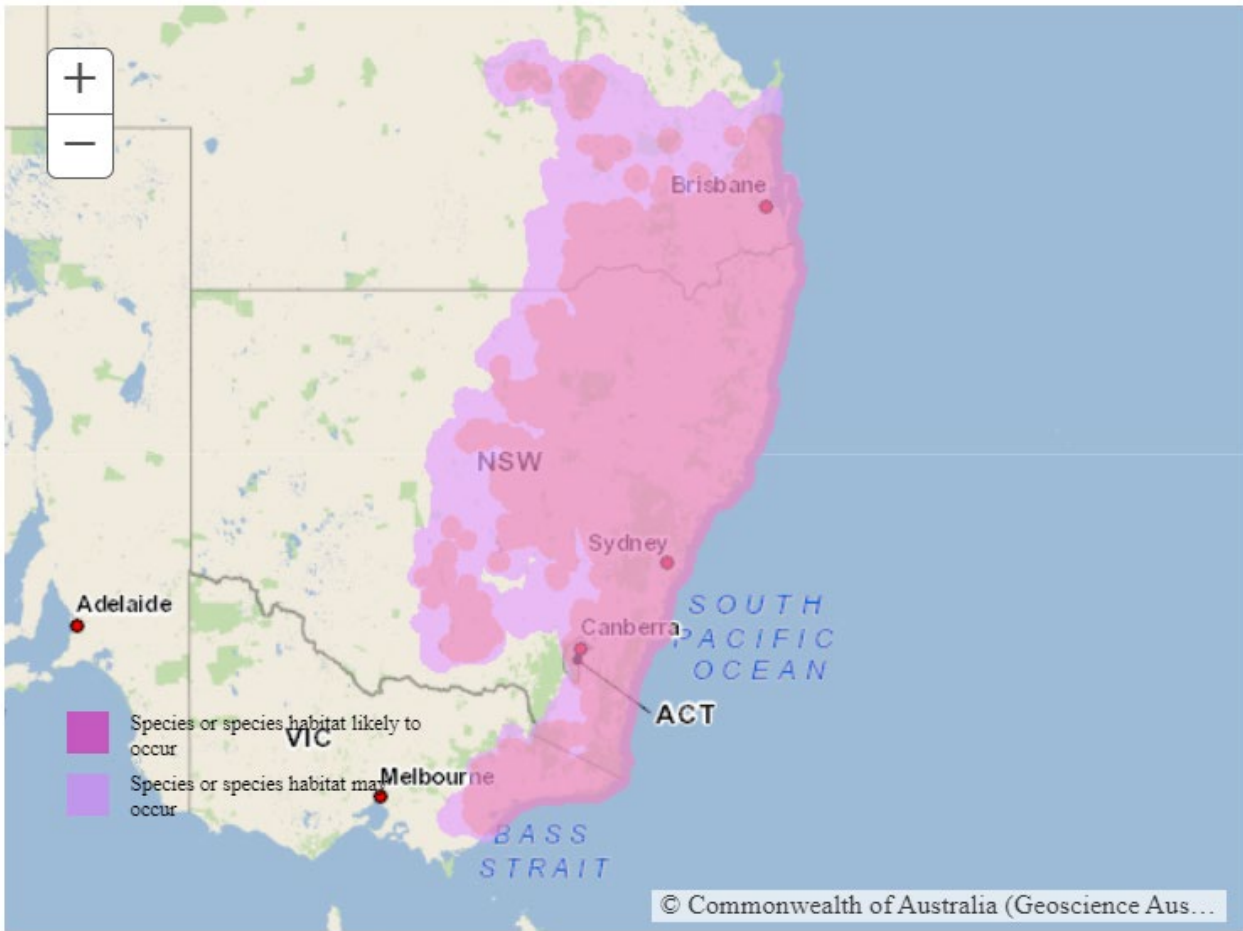 +
−
Brisbane
NSW
Sydney
Adelaide
SOUTH
Canberra
PACIFIC
OCEAN
ACT
Species or species habitat likely to
occur
VIC
Species or species habitat may
occur
Melbourne
BASS
STRAIT
© Commonwealth of Australia (Geoscience Aus...